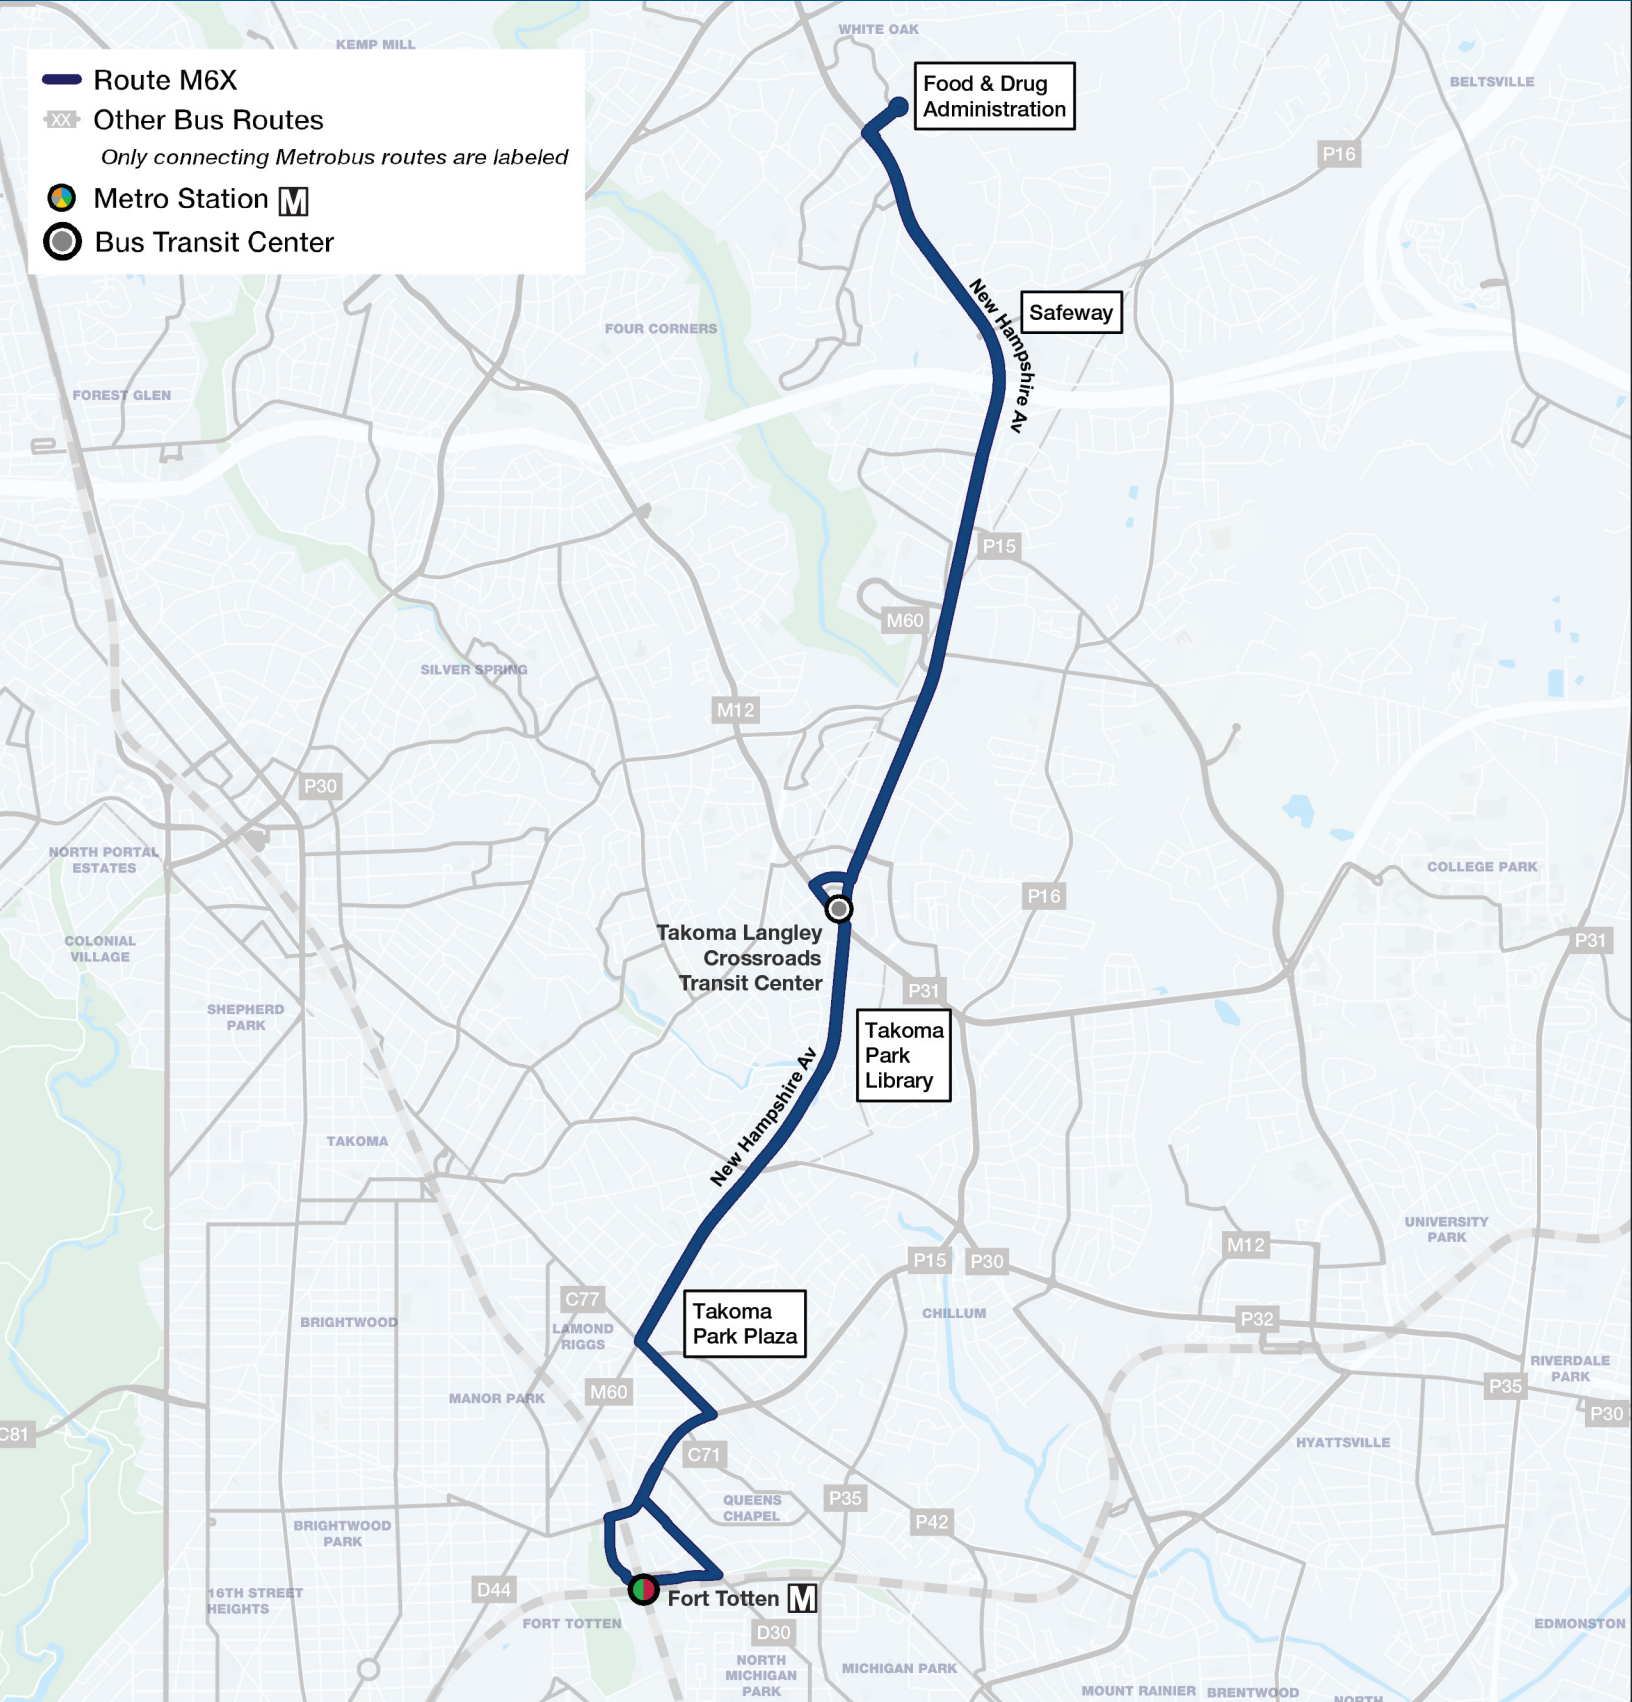 WHITE OAK
KEMP MILL
Route M6X
XX
Other Bus Routes
Only connecting Metrobus routes are labeled
Metro Station M
Bus Transit Center
Food & Drug
Administration
BELTSVILLE
P16
New Hampshire Av
Safeway
FOUR CORNERS
FOREST GLEN
P15
M60
SILVER SPRING
M12
P30
NORTH PORTAL
ESTATES
COLLEGE PARK
P16
COLONIAL
VILLAGE
Takoma Langley
Crossroads
Transit Center
P31
P31
SHEPHERD
PARK
Takoma
Park
Library
New Hampshire Av
TAKOMA
UNIVERSITY
PARK
M12
P15
P30
C77
Takoma
Park Plaza
CHILLUM
P32
BRIGHTWOOD
LAMOND
RIGGS
RIVERDALE
PARK
P35
M60
MANOR PARK
P30
C81
HYATTSVILLE
C71
QUEENS
CHAPEL
P35
P42
BRIGHTWOOD
PARK
D44
16TH STREET
HEIGHTS
Fort Totten M
FORT TOTTEN
D30
EDMONSTON
NORTH
MICHIGAN
PARK
MICHIGAN PARK
MOUNT RAINIER
BRENTWOOD
NORTH